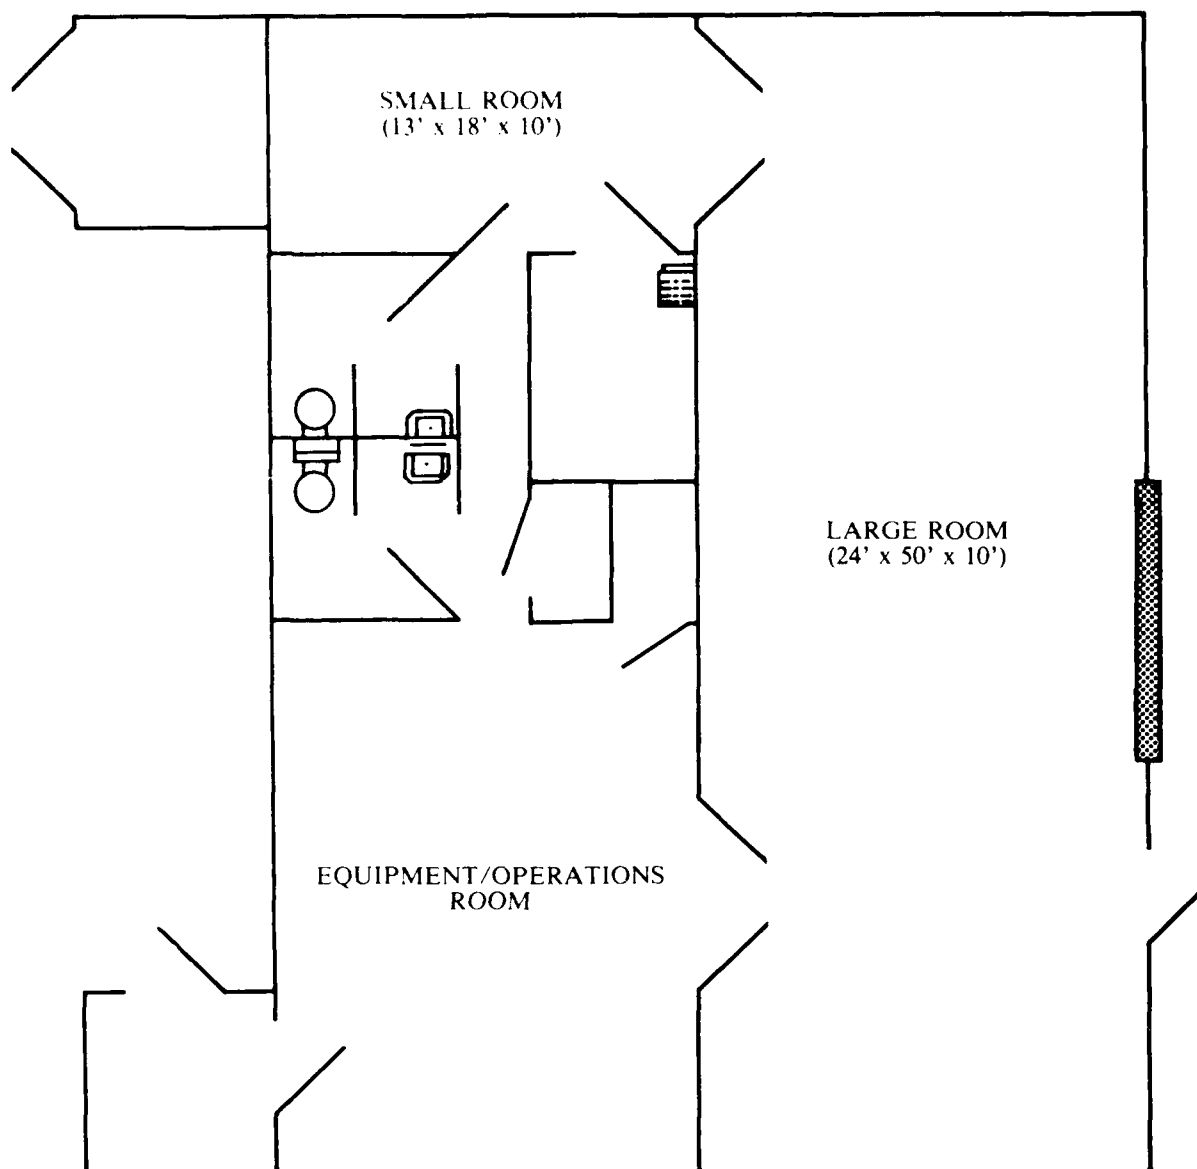 SMALL ROOM
(13' x 18' x 10')
LARGE ROOM
(24' x 50' x 10')
EQUIPMENT/OPERATIONS
ROOM